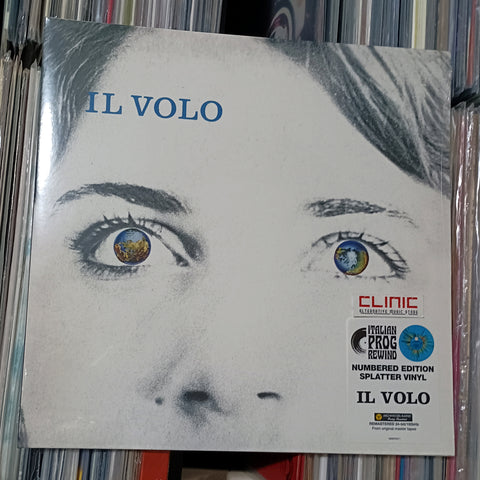 IL VOLO
CLINIC
ALTERNATIVE MUSIC STORE
ITALIAN
PROG
REWIND
NUMBERED EDITION
SPLATTER VINYL
IL VOLO
REMASTERED 24-bit/192kHz
From original master tapes